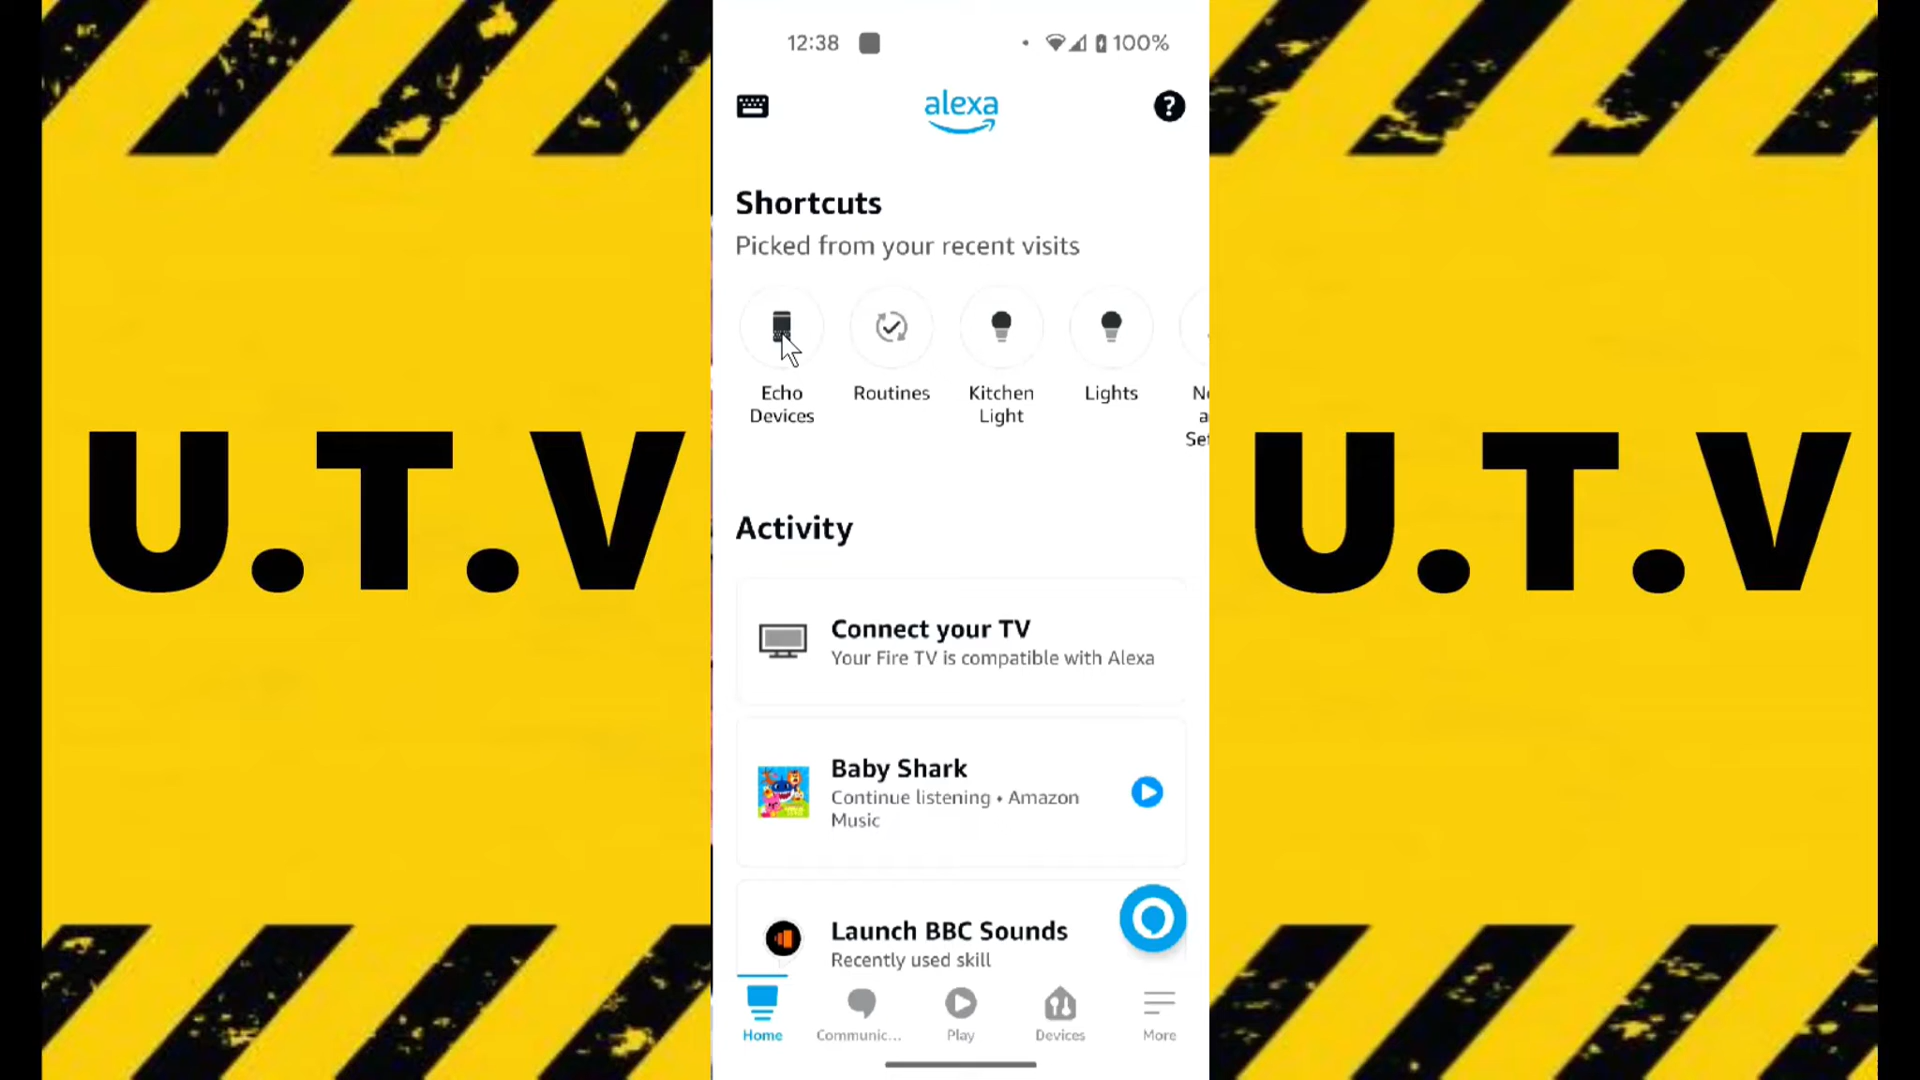 12:38
100%
alexa
?
Shortcuts
Picked from your recent visits
Echo
Devices
Routines
Kitchen
Light
Lights
Activity
Connect your TV
Your Fire TV is compatible with Alexa
Baby Shark
Continue listening • Amazon
Music
Launch BBC Sounds
Recently used skill
Home
Communic...
Play
Devices
More
U.T.V
U.T.V